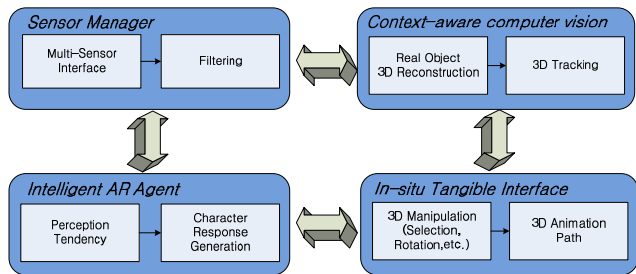 Sensor Manager
Multi-Sensor
Interface
Filtering
Context-aware computer vision
Real Object
3D Reconstruction
3D Tracking
Intelligent AR Agent
Perception
Tendency
Character
Response
Generation
In-situ Tangible Interface
3D Manipulation
(Selection,
Rotation,etc.)
3D Animation
Path